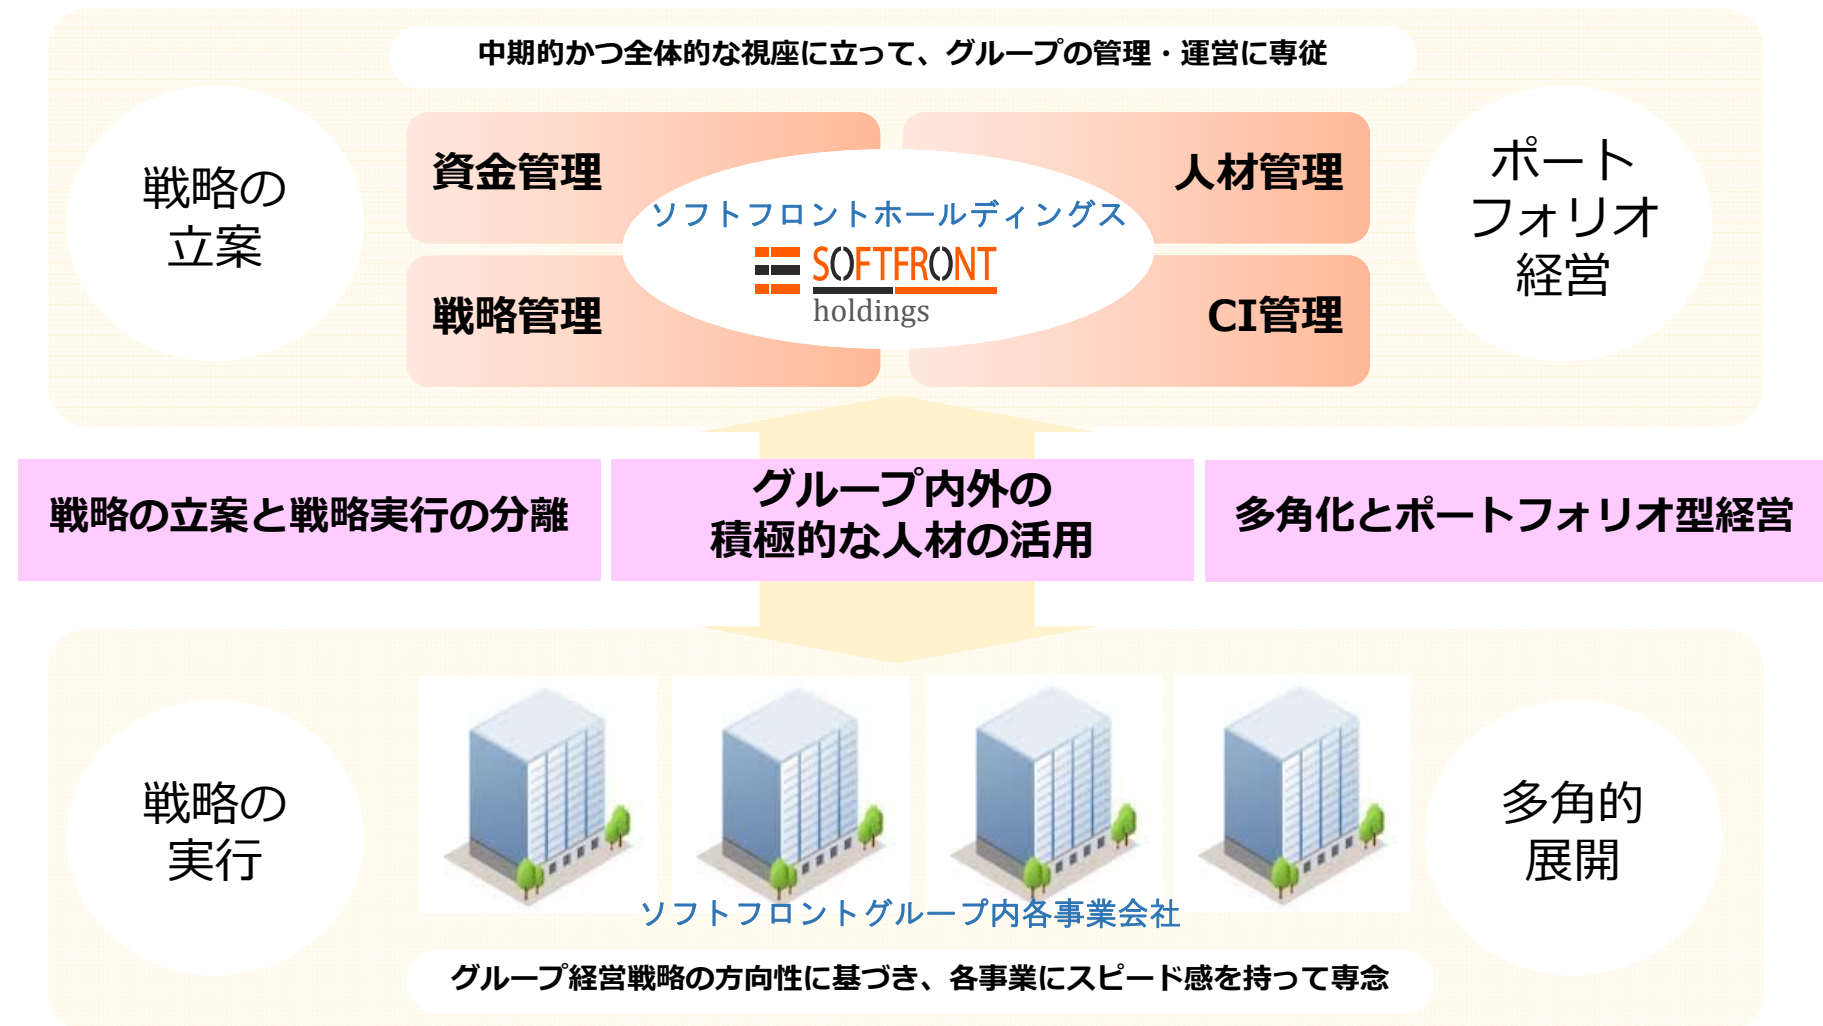 中期的かつ全体的な視座に立って、グループの管理・運営に専従
戦略の
立案
資金管理
人材管理
ソフトフロントホールディングス
SOFTFRONT
holdings
戦略管理
CI管理
ポート
フォリオ
経営
戦略の立案と戦略実行の分離
グループ内外の
積極的な人材の活用
多角化とポートフォリオ型経営
戦略の
実行
ソフトフロントグループ内各事業会社
多角的
展開
グループ経営戦略の方向性に基づき、各事業にスピード感を持って専念